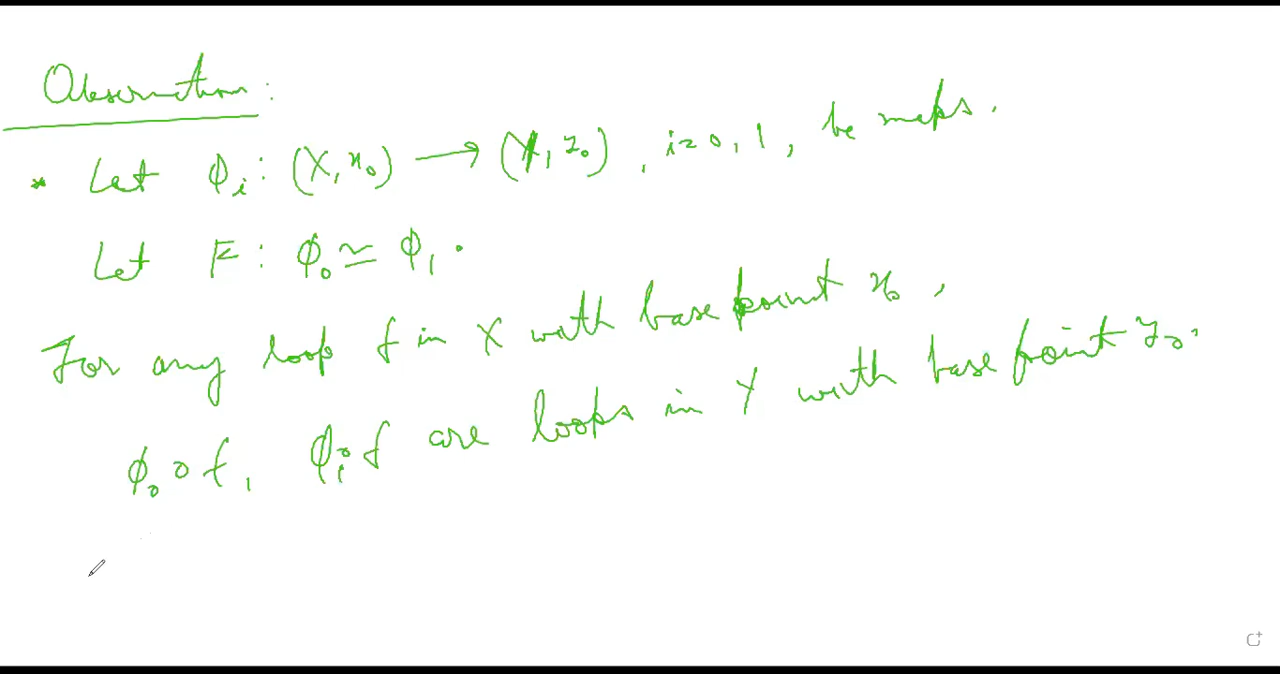 Observation:
* Let ϕᵢ: (X, x₀) ⟶ (Y, y₀), i=0,1, be maps.
Let F: ϕ₀ ≃ ϕ₁.
For any loop f in X with base point x₀,
ϕ₀∘f, ϕ₁∘f are loops in Y with base point y₀.